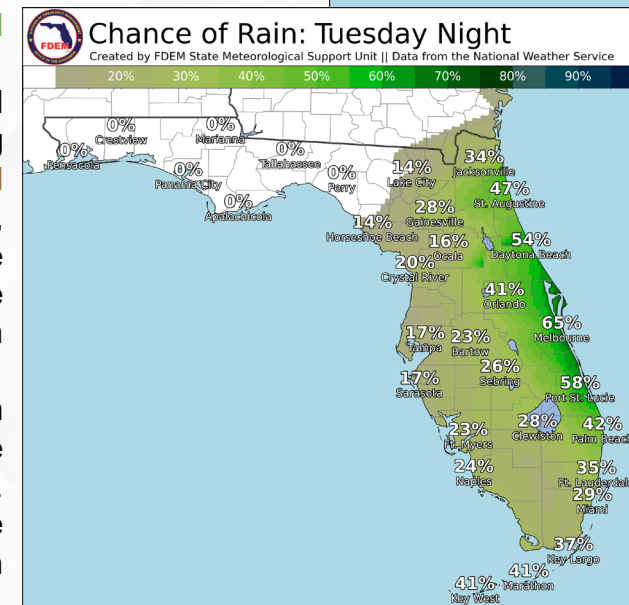 FDEM
Chance of Rain: Tuesday Night
Created by FDEM State Meteorological Support Unit || Data from the National Weather Service
20% 30% 40% 50% 60% 70% 80% 90%
0%
Crestview
0%
Marianna
0%
Pensacola
0%
Tallahassee
0%
Panama City
0%
Perry
0%
Apalachicola
14%
Lake City
34%
Jacksonville
47%
St. Augustine
28%
Gainesville
14%
Horseshoe Beach
16%
Ocala
54%
Daytona Beach
20%
Crystal River
41%
Orlando
65%
Melbourne
17%
Tampa
23%
Bartow
26%
Sebring
17%
Sarasota
58%
Port St. Lucie
28%
Clewiston
42%
Palm Beach
23%
Ft. Myers
24%
Naples
35%
Ft. Lauderdale
29%
Miami
37%
Key Largo
41%
Marathon
41%
Key West